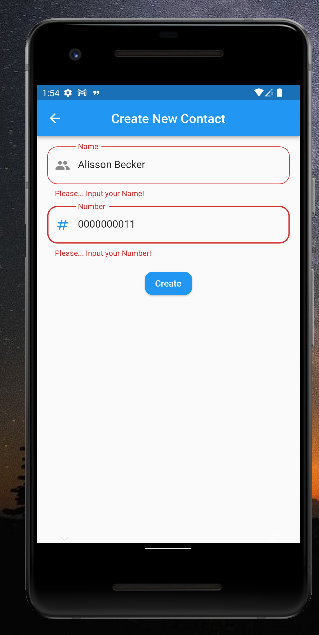 1:54
Create New Contact
Name
Alisson Becker
Please... Input your Name!
Number
# 0000000011
Please... Input your Number!
Create